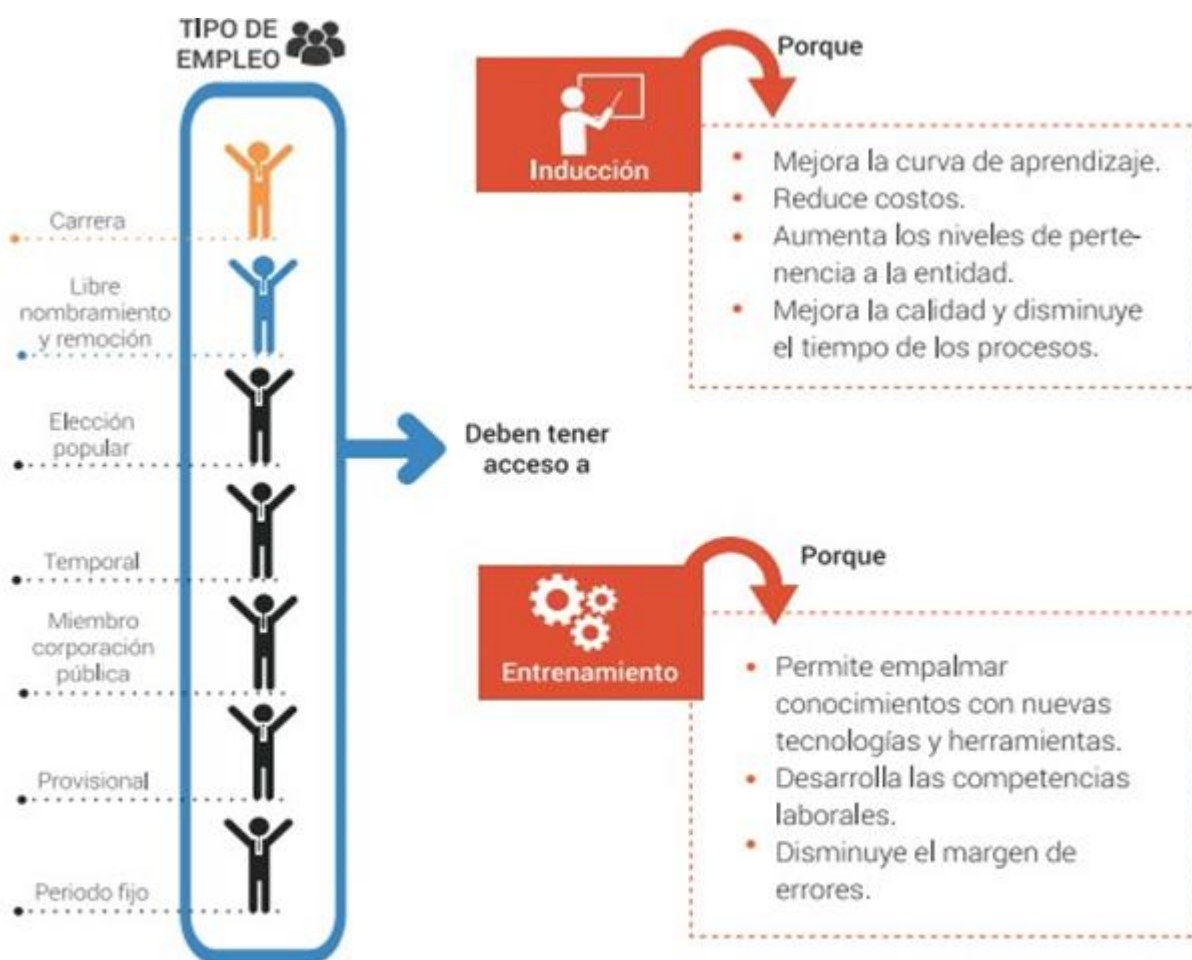 TIPO DE
EMPLEO
Carrera
Libre
nombramiento
y remoción
Elección
popular
Temporal
Miembro
corporación
pública
Provisional
Periodo fijo
Deben tener
acceso a
Inducción
Porque
• Mejora la curva de aprendizaje.
• Reduce costos.
• Aumenta los niveles de perte-
nencia a la entidad.
• Mejora la calidad y disminuye
el tiempo de los procesos.
Entrenamiento
Porque
• Permite empalmar
conocimientos con nuevas
tecnologías y herramientas.
• Desarrolla las competencias
laborales.
• Disminuye el margen de
errores.